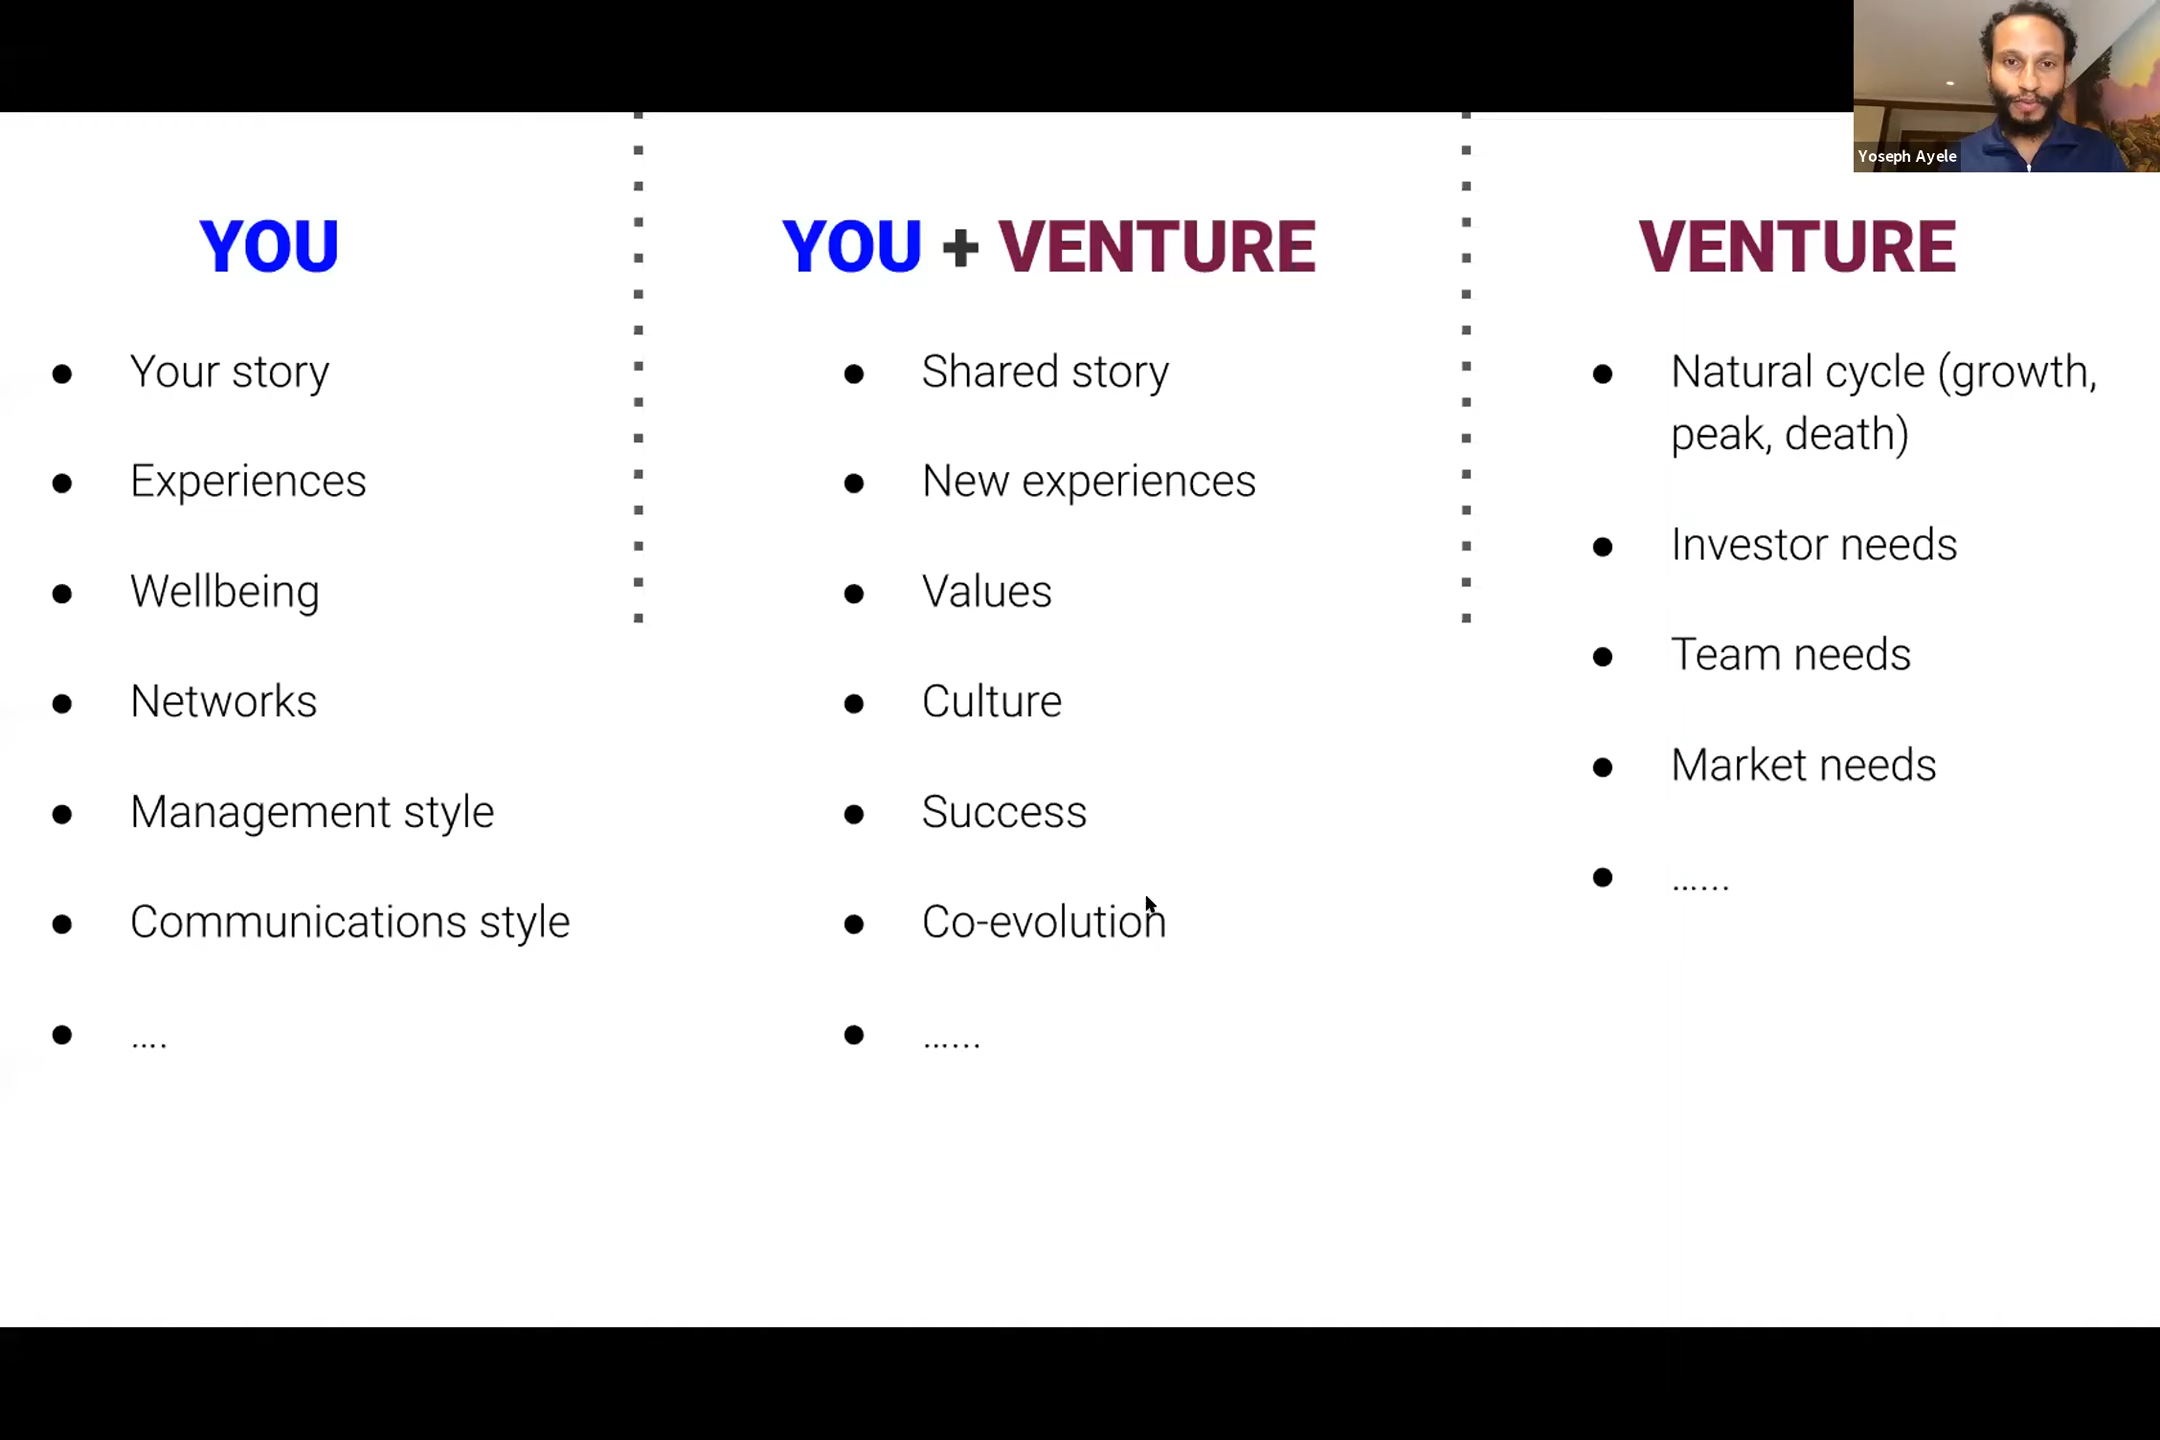 Yoseph Ayele
YOU
● Your story
● Experiences
● Wellbeing
● Networks
● Management style
● Communications style
● ....
YOU + VENTURE
● Shared story
● New experiences
● Values
● Culture
● Success
● Co-evolution
● ......
VENTURE
● Natural cycle (growth,
peak, death)
● Investor needs
● Team needs
● Market needs
● ......